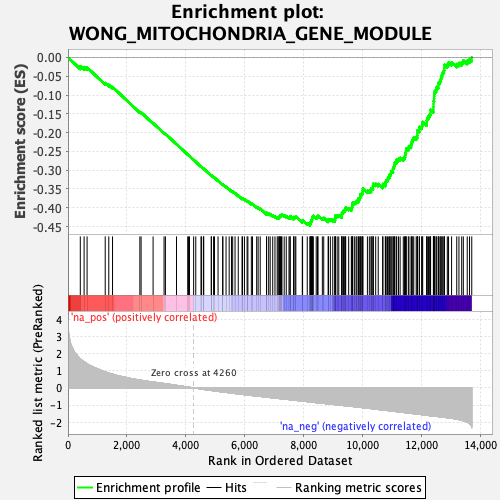 Enrichment plot:
WONG_MITOCHONDRIA_GENE_MODULE
Enrichment score (ES)
0.00
-0.05
-0.10
-0.15
-0.20
-0.25
-0.30
-0.35
-0.40
-0.45
'na_pos' (positively correlated)
Ranked list metric (PreRanked)
4
3
2
1
0
-1
-2
Zero cross at 4260
'na_neg' (negatively correlated)
0
2,000
4,000
6,000
8,000
10,000
12,000
14,000
Rank in Ordered Dataset
Enrichment profile
Hits
Ranking metric scores